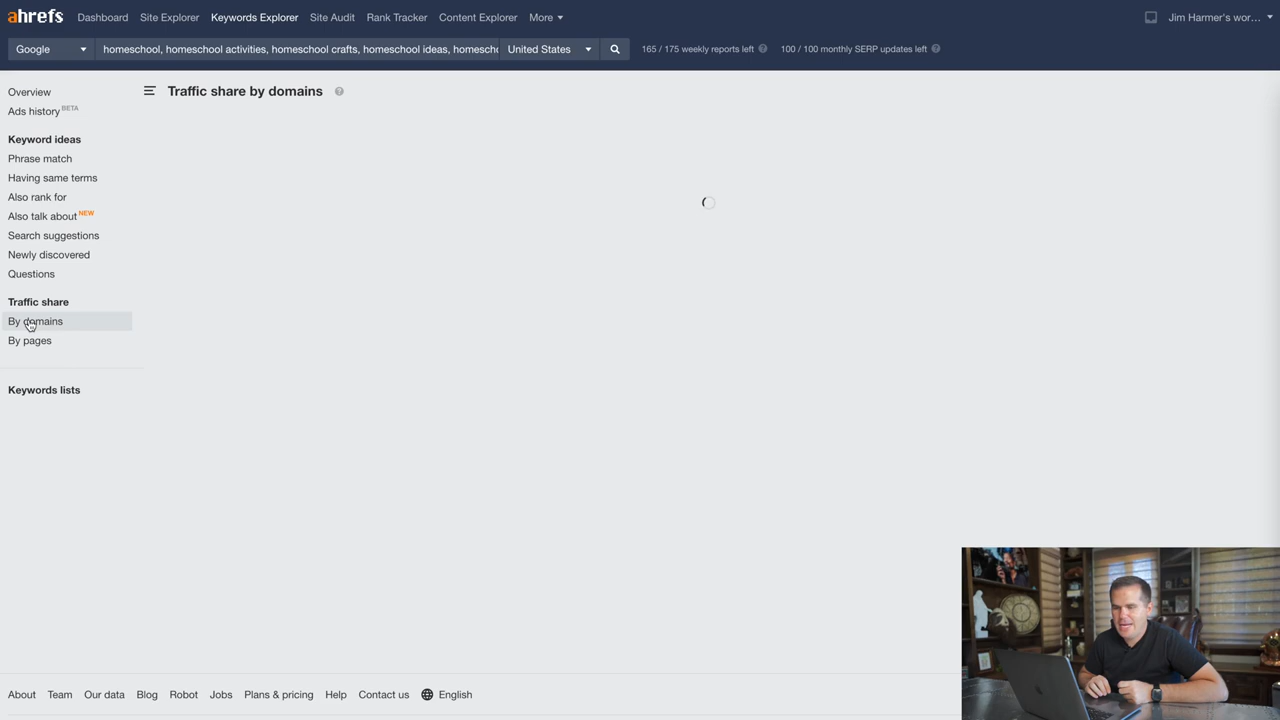 ahrefs Dashboard Site Explorer Keywords Explorer Site Audit Rank Tracker Content Explorer More Jim Harmer's wor...
Google homeschool, homeschool activities, homeschool crafts, homeschool ideas, homescho United States 165 / 175 weekly reports left ? 100 / 100 monthly SERP updates left ?
Overview
Traffic share by domains ?
Ads history BETA
Keyword ideas
Phrase match
Having same terms
Also rank for
Also talk about NEW
Search suggestions
Newly discovered
Questions
Traffic share
By domains
By pages
Keywords lists
About Team Our data Blog Robot Jobs Plans & pricing Help Contact us English